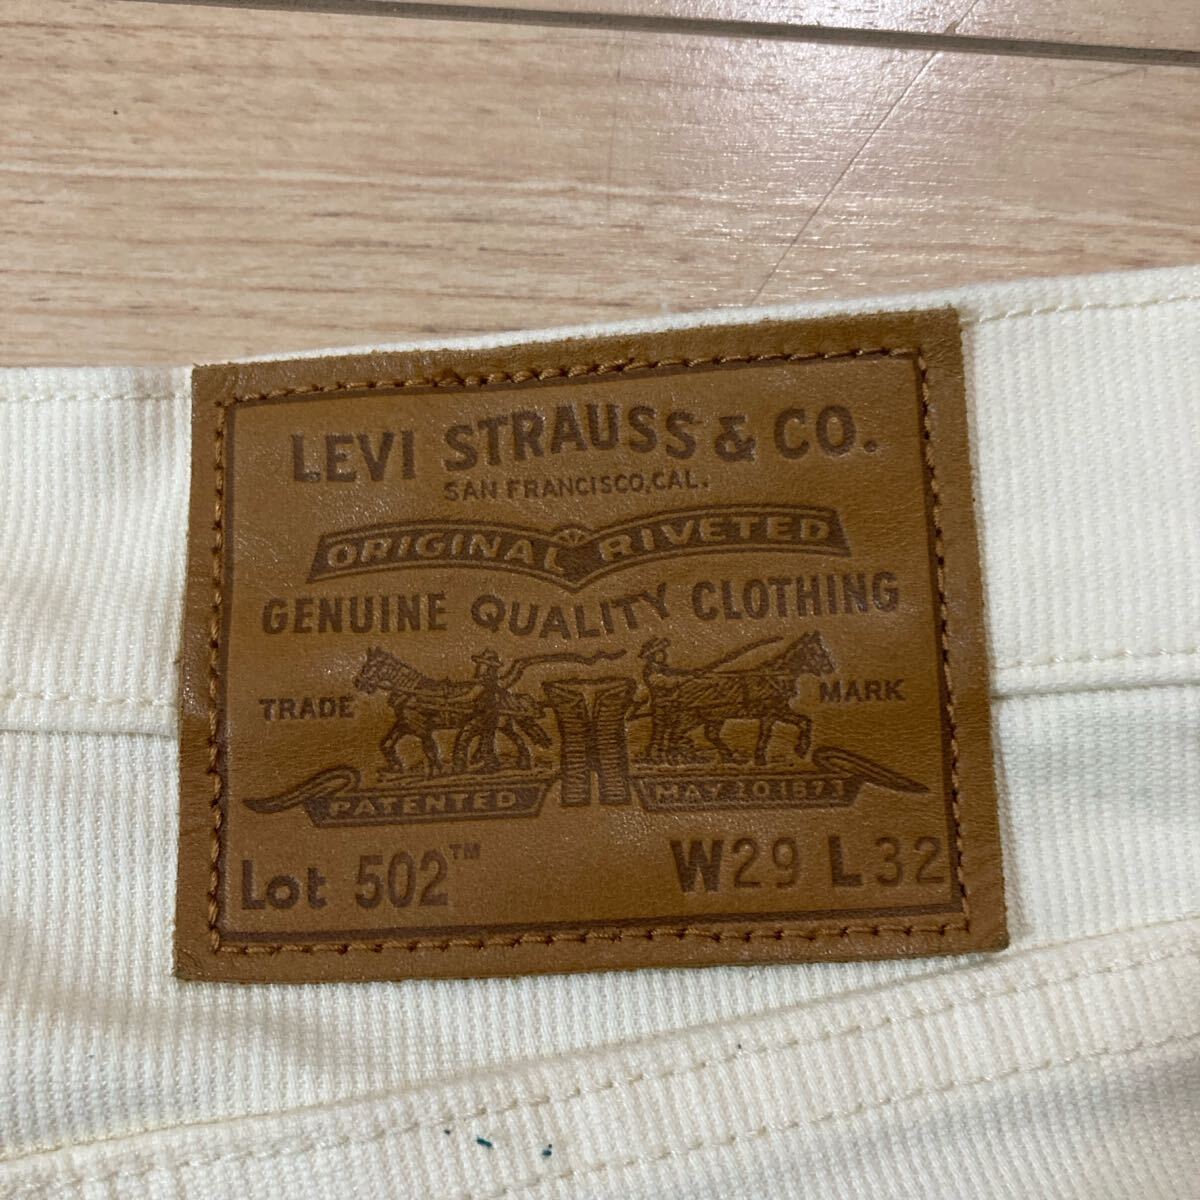 LEVI STRAUSS & CO.
SAN FRANCISCO, CAL.
ORIGINAL RIVETED
GENUINE QUALITY CLOTHING
TRADE MARK
PATENTED MAY 20 1873
Lot 502™ W29 L32